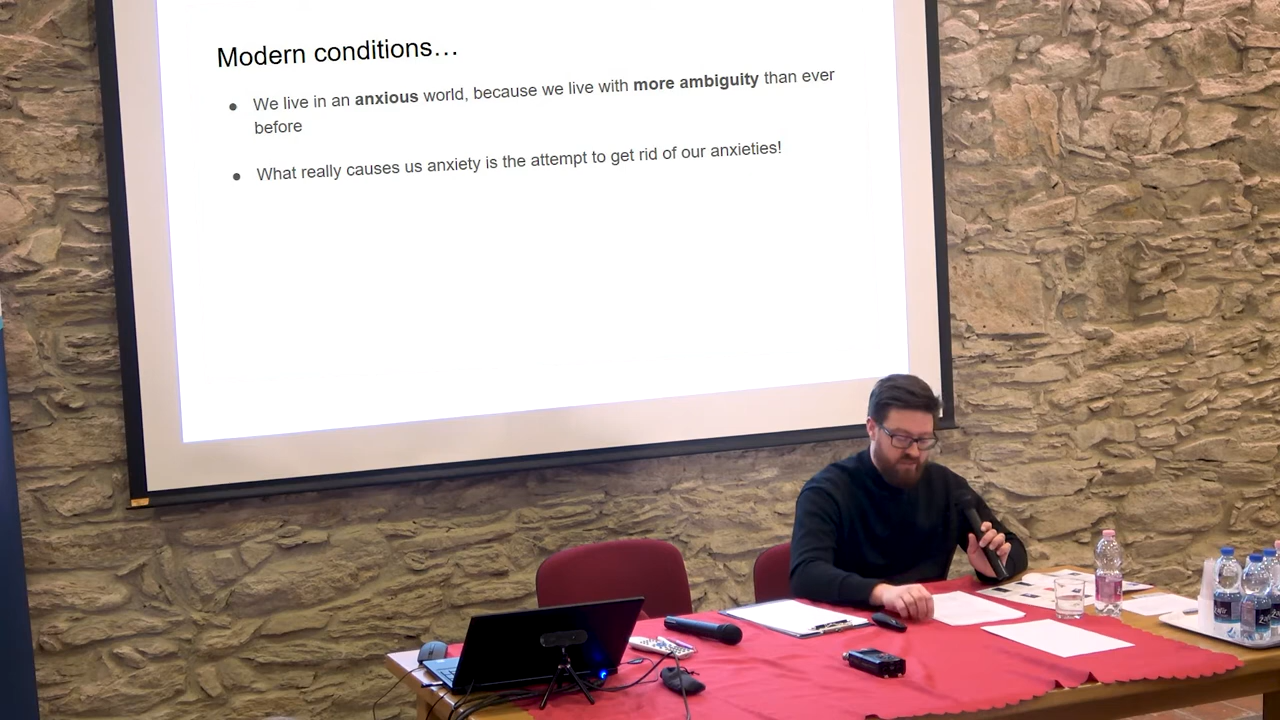 Modern conditions...
● We live in an anxious world, because we live with more ambiguity than ever
before
● What really causes us anxiety is the attempt to get rid of our anxieties!